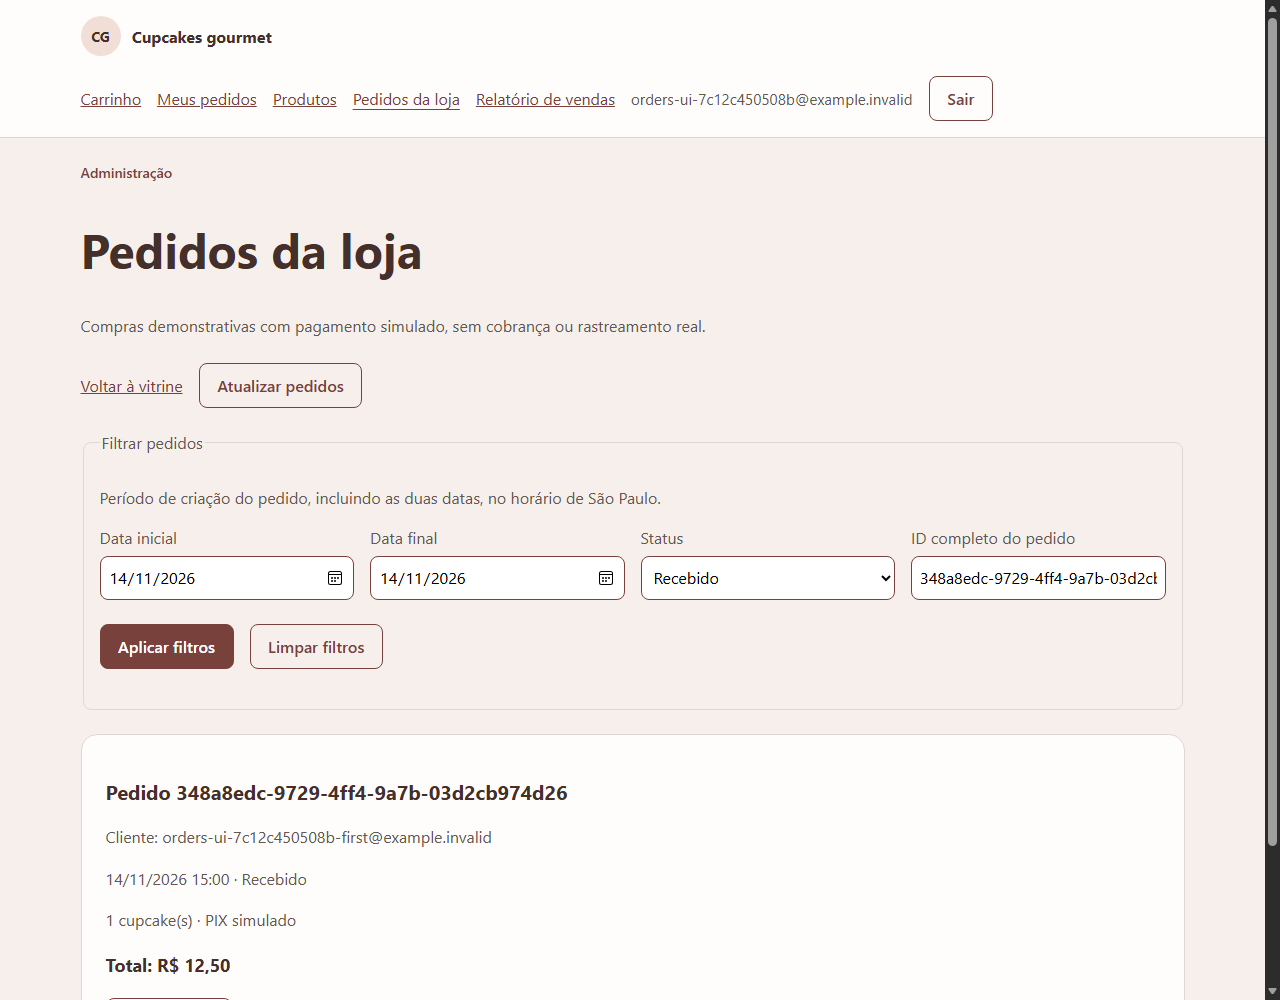 CG
Cupcakes gourmet
Carrinho Meus pedidos Produtos Pedidos da loja Relatório de vendas orders-ui-7c12c450508b@example.invalid Sair
Administração
Pedidos da loja
Compras demonstrativas com pagamento simulado, sem cobrança ou rastreamento real.
Voltar à vitrine Atualizar pedidos
Filtrar pedidos
Período de criação do pedido, incluindo as duas datas, no horário de São Paulo.
Data inicial Data final Status ID completo do pedido
14/11/2026 14/11/2026 Recebido 348a8edc-9729-4ff4-9a7b-03d2cb
Aplicar filtros Limpar filtros
Pedido 348a8edc-9729-4ff4-9a7b-03d2cb974d26
Cliente: orders-ui-7c12c450508b-first@example.invalid
14/11/2026 15:00 · Recebido
1 cupcake(s) · PIX simulado
Total: R$ 12,50